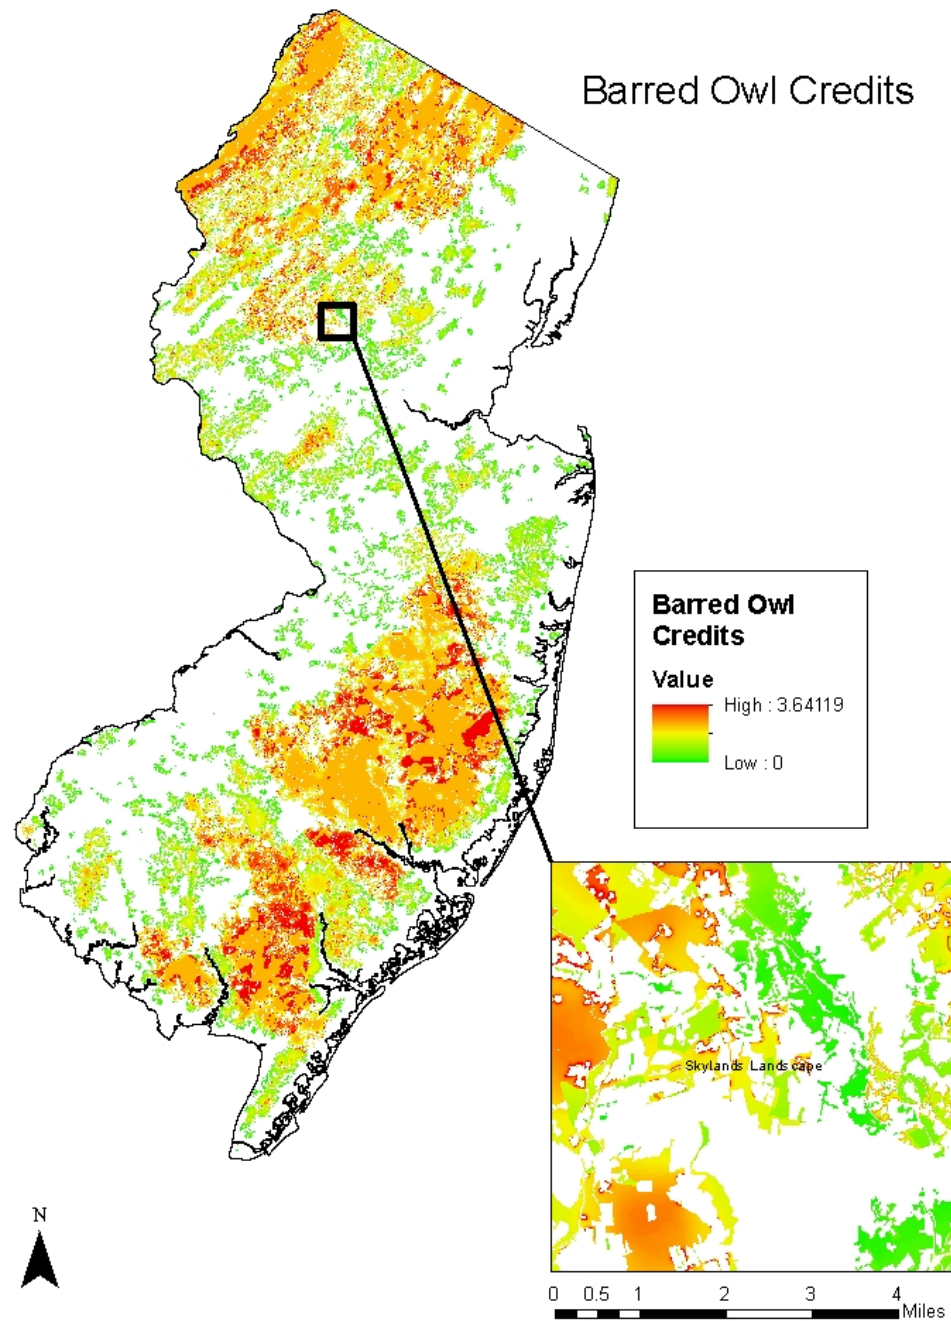 Barred Owl Credits
Barred Owl
Credits
Value
High : 3.64119
Low : 0
Skylands Landscape
N
0 0.5 1 2 3 4
Miles